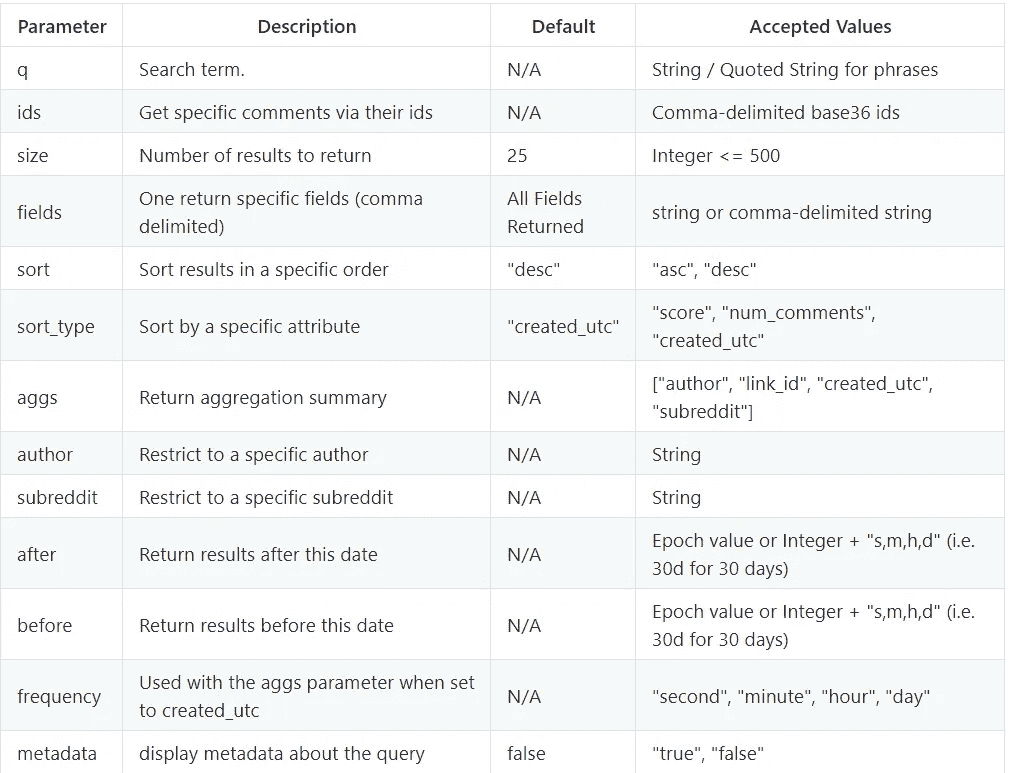 Parameter Description Default Accepted Values
q Search term. N/A String / Quoted String for phrases
ids Get specific comments via their ids N/A Comma-delimited base36 ids
size Number of results to return 25 Integer <= 500
fields One return specific fields (comma delimited) All Fields Returned string or comma-delimited string
sort Sort results in a specific order "desc" "asc", "desc"
sort_type Sort by a specific attribute "created_utc" "score", "num_comments", "created_utc"
aggs Return aggregation summary N/A ["author", "link_id", "created_utc", "subreddit"]
author Restrict to a specific author N/A String
subreddit Restrict to a specific subreddit N/A String
after Return results after this date N/A Epoch value or Integer + "s,m,h,d" (i.e. 30d for 30 days)
before Return results before this date N/A Epoch value or Integer + "s,m,h,d" (i.e. 30d for 30 days)
frequency Used with the aggs parameter when set to created_utc N/A "second", "minute", "hour", "day"
metadata display metadata about the query false "true", "false"